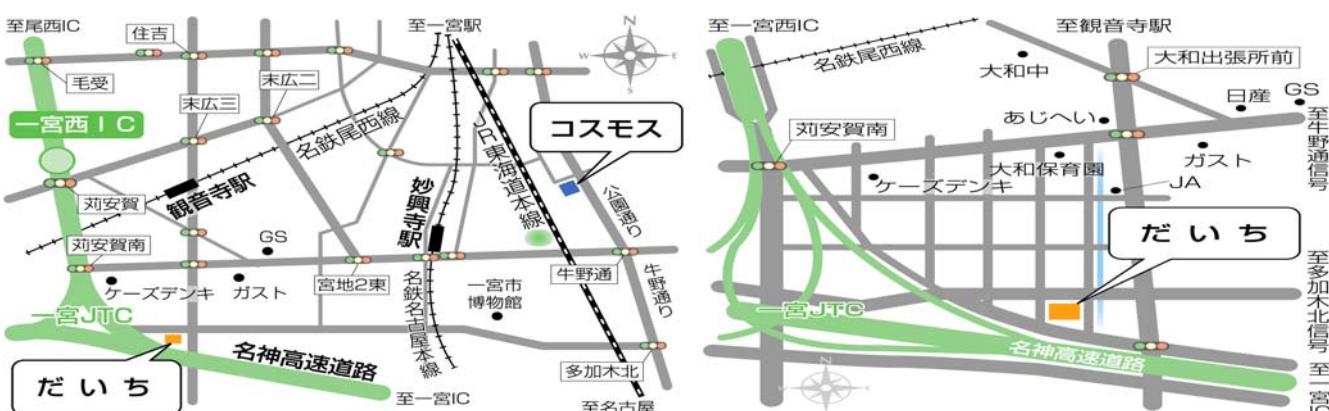 至尾西IC
住吉
至一宮駅
N
W
E
S
毛受
末広二
末広三
一宮西IC
名鉄尾西線
JR東海道本線
コスモス
苅安賀
観音寺駅
妙興寺駅
公園通り
苅安賀南
GS
ケーズデンキ
ガスト
宮地2東
一宮市
博物館
牛野通
牛野通り
一宮JTC
名鉄名古屋本線
だいち
名神高速道路
至一宮IC
多加木北
至名古屋
至一宮西IC
名鉄尾西線
至観音寺駅
大和中
大和出張所前
日産
GS
あじへい
苅安賀南
至牛野通信号
ケーズデンキ
大和保育園
ガスト
JA
だいち
至多加木北信号
一宮JTC
名神高速道路
N
至一宮IC